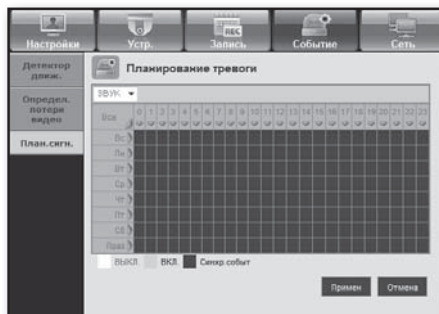 REC
Настройки Устр. Запись Событие Сеть
Детектор движ.
Планирование тревоги
Определ. потери видео
План.сигн.
ЗВУК
Все 0 1 2 3 4 5 6 7 8 9 10 11 12 13 14 15 16 17 18 19 20 21 22 23
Вс
Пн
Вт
Ср
Чт
Пт
Сб
Праз
ВЫКЛ. ВКЛ. Синхр.событ
Примен Отмена